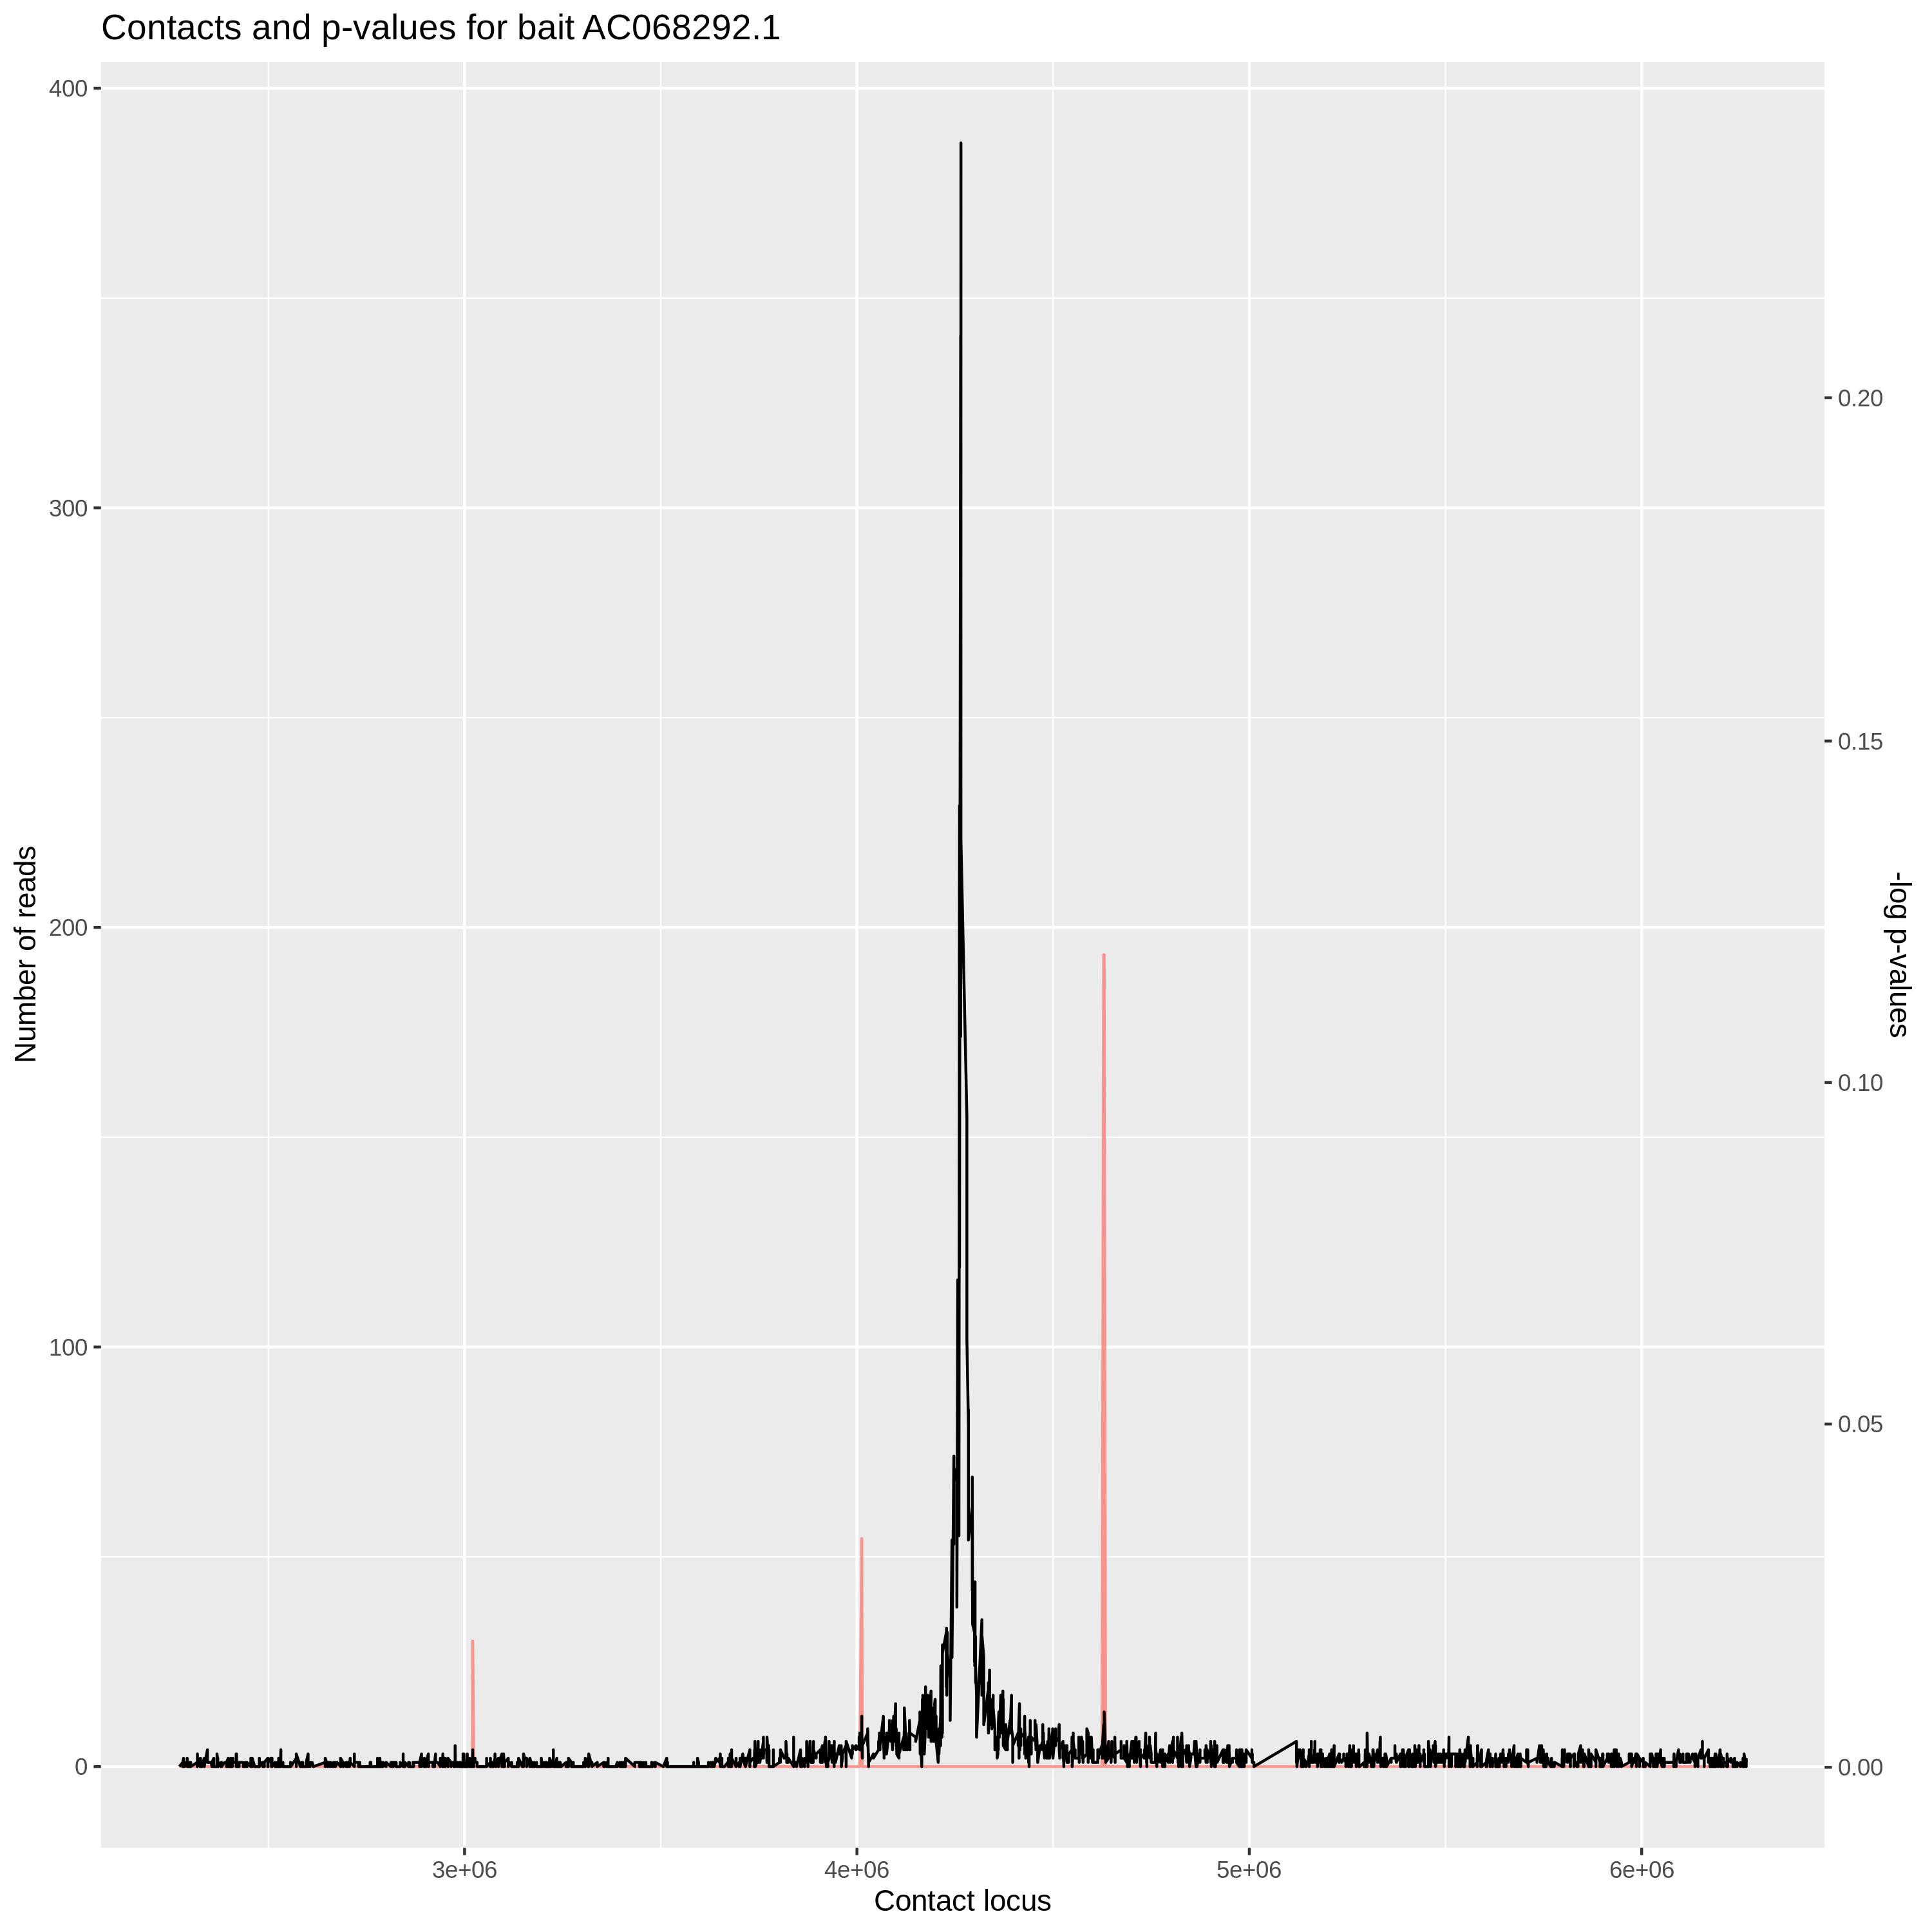 Contacts and p-values for bait AC068292.1
400
300
200
100
0
Number of reads
0.20
0.15
0.10
0.05
0.00
-log p-values
3e+06
4e+06
5e+06
6e+06
Contact locus